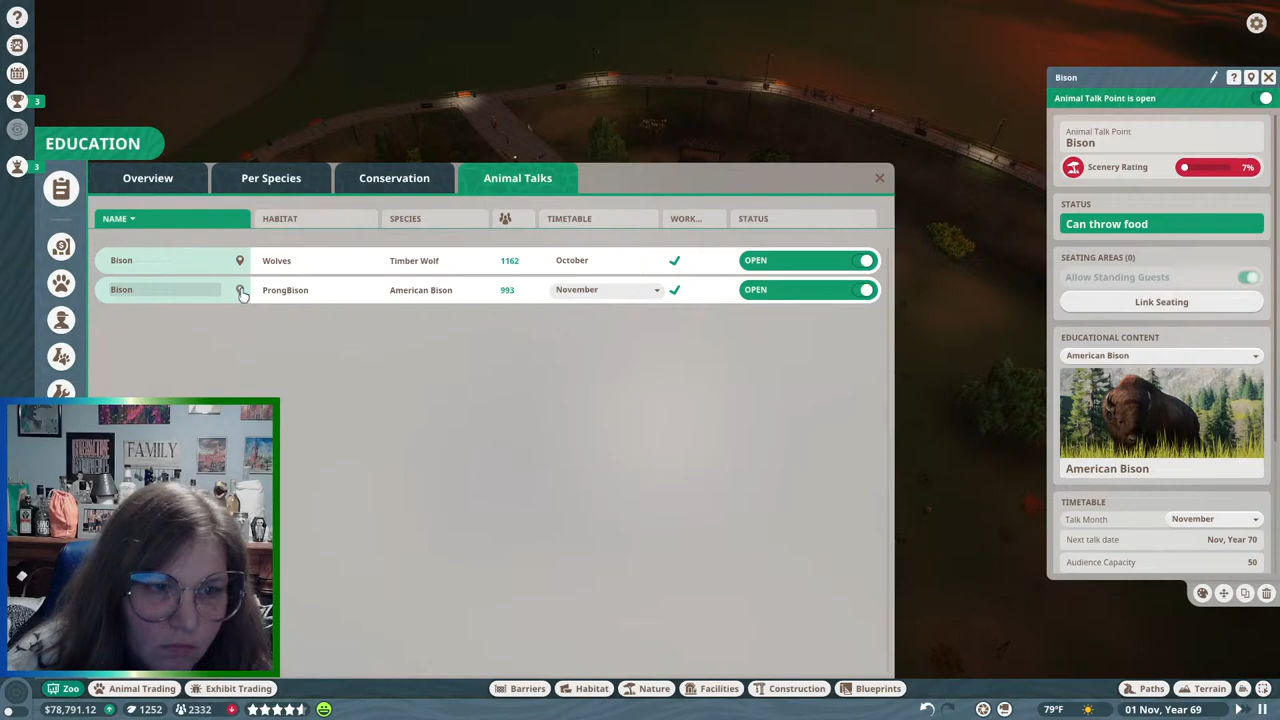 ?
3
3
EDUCATION
Overview
Per Species
Conservation
Animal Talks
NAME
HABITAT
SPECIES
TIMETABLE
WORK...
STATUS
Bison
Wolves
Timber Wolf
1162
October
OPEN
Bison
ProngBison
American Bison
993
November
OPEN
FAMILY
Bison
?
Animal Talk Point is open
Animal Talk Point
Bison
Scenery Rating
7%
STATUS
Can throw food
SEATING AREAS (0)
Allow Standing Guests
Link Seating
EDUCATIONAL CONTENT
American Bison
American Bison
TIMETABLE
Talk Month
November
Next talk date
Nov, Year 70
Audience Capacity
50
Zoo
Animal Trading
Exhibit Trading
Barriers
Habitat
Nature
Facilities
Construction
Blueprints
Paths
Terrain
$78,791.12
1252
2332
79°F
01 Nov, Year 69